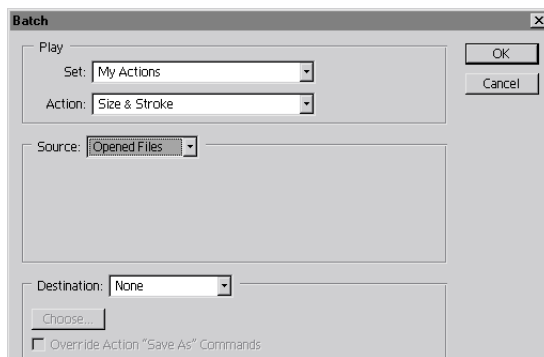 Batch
Play
Set: My Actions
Action: Size & Stroke
OK
Cancel
Source: Opened Files
Destination: None
Choose...
Override Action "Save As" Commands